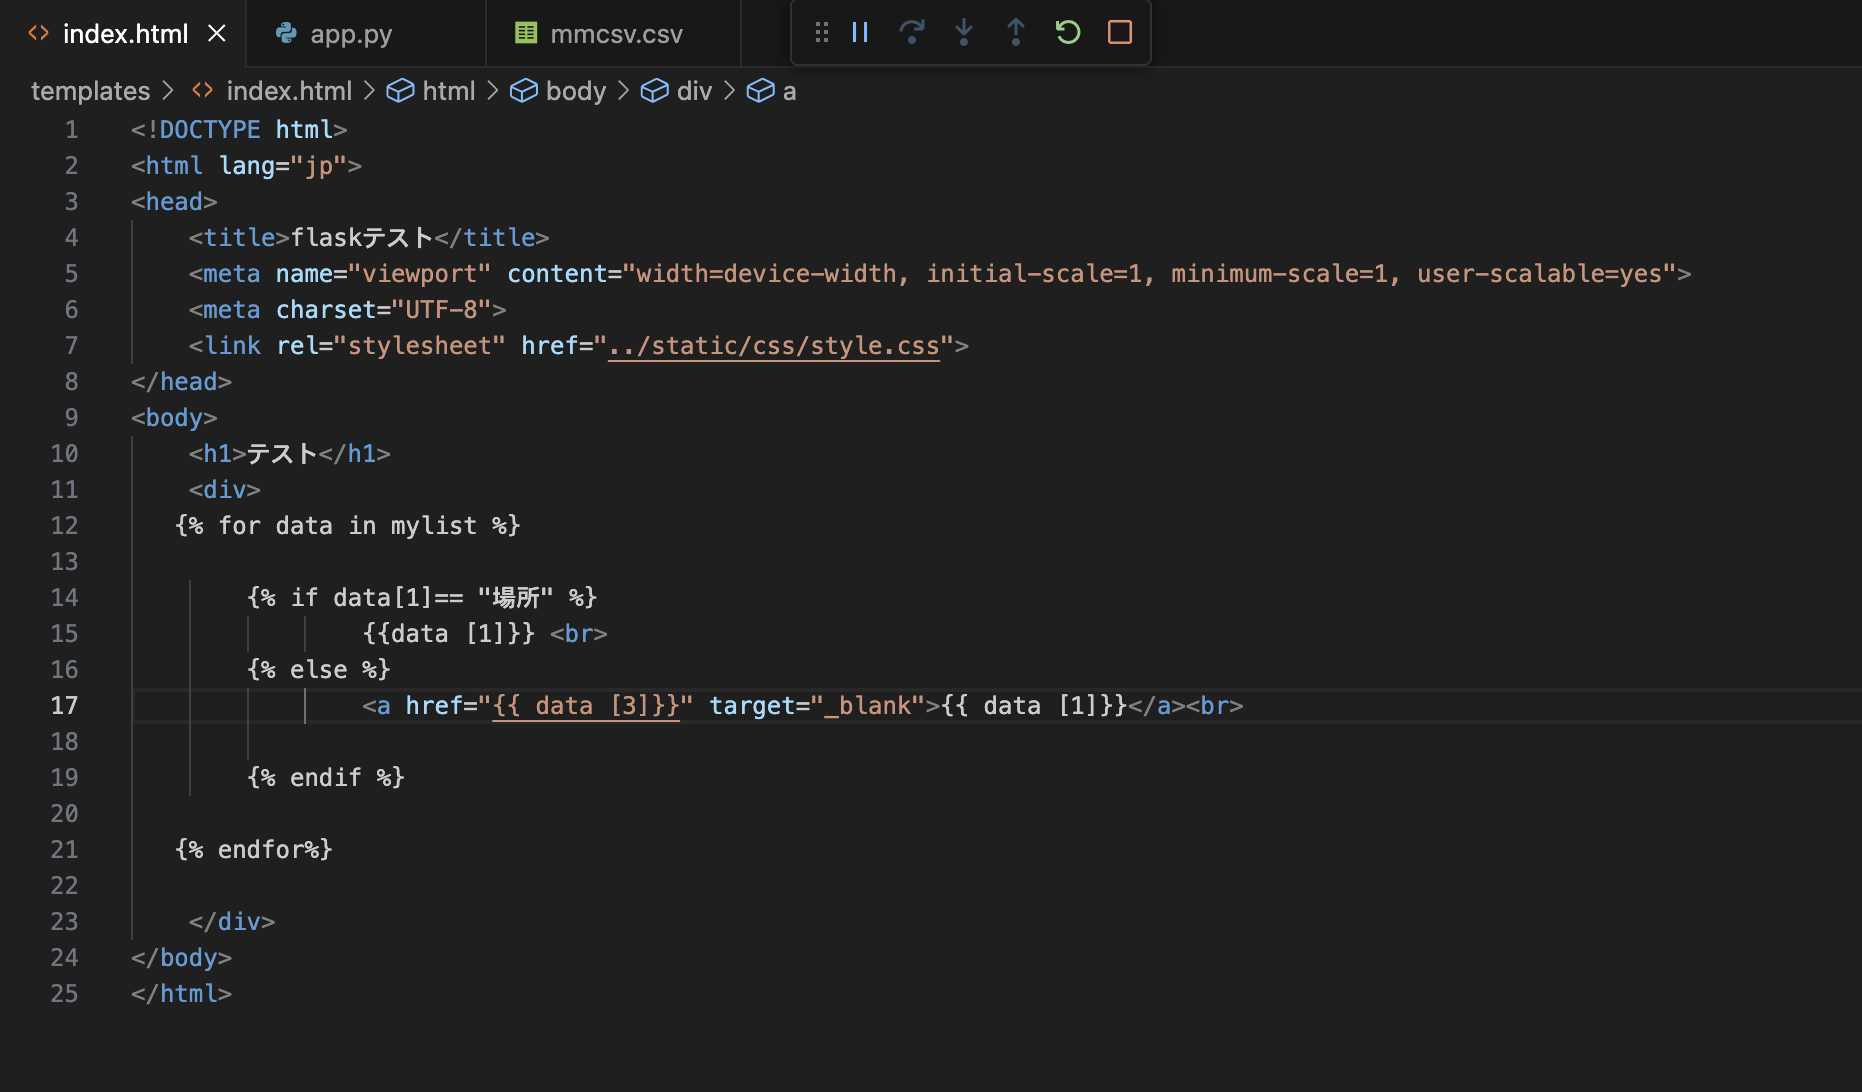 index.html app.py mmcsv.csv
templates > index.html > html > body > div > a
1 <!DOCTYPE html>
2 <html lang="jp">
3 <head>
4     <title>flaskテスト</title>
5     <meta name="viewport" content="width=device-width, initial-scale=1, minimum-scale=1, user-scalable=yes">
6     <meta charset="UTF-8">
7     <link rel="stylesheet" href="../static/css/style.css">
8 </head>
9 <body>
10     <h1>テスト</h1>
11     <div>
12    {% for data in mylist %}
13
14         {% if data[1]== "場所" %}
15                 {{data [1]}} <br>
16         {% else %}
17                 <a href="{{ data [3]}}" target="_blank">{{ data [1]}}</a><br>
18
19         {% endif %}
20
21    {% endfor%}
22
23     </div>
24 </body>
25 </html>